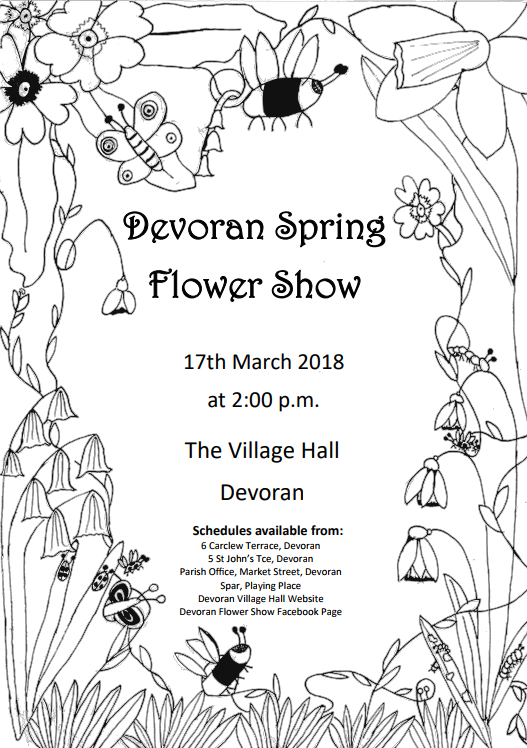 Devoran Spring
Flower Show
17th March 2018
at 2:00 p.m.
The Village Hall
Devoran
Schedules available from:
6 Carclew Terrace, Devoran
5 St John's Tce, Devoran
Parish Office, Market Street, Devoran
Spar, Playing Place
Devoran Village Hall Website
Devoran Flower Show Facebook Page